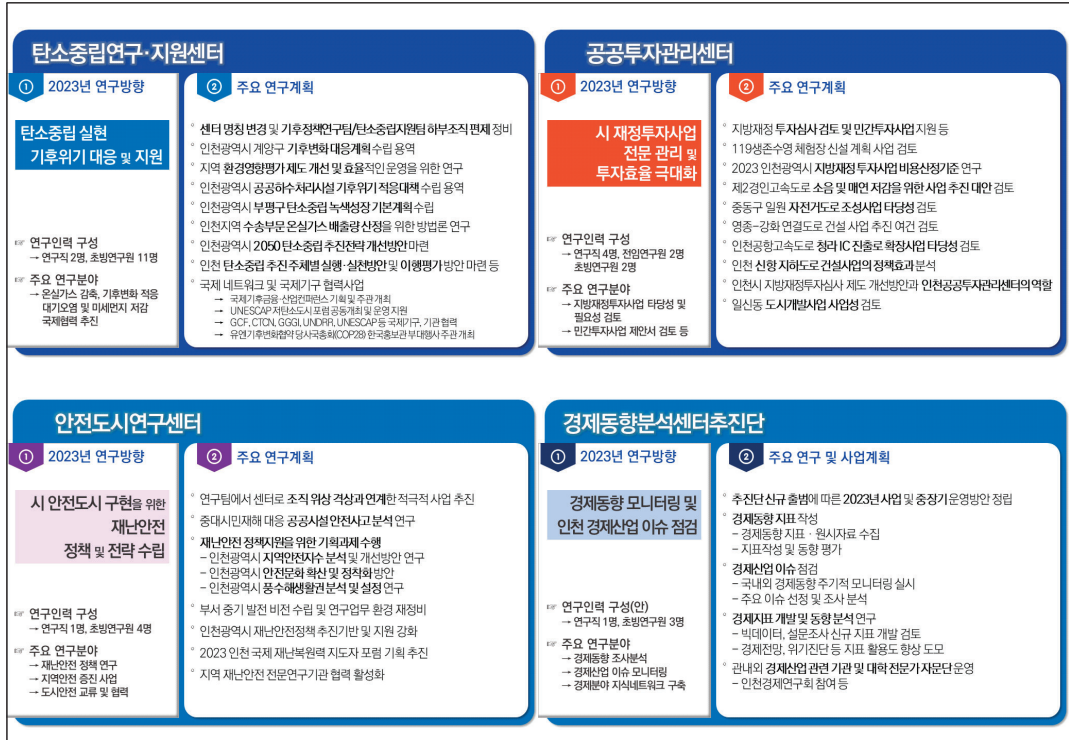 탄소중립연구·지원센터
① 2023년 연구방향
탄소중립 실현
기후위기 대응 및 지원
☞ 연구인력 구성
→ 연구직 2명, 초빙연구원 11명
☞ 주요 연구분야
→ 온실가스 감축, 기후변화 적응
대기오염 및 미세먼지 저감
국제협력 추진
② 주요 연구계획
° 센터 명칭 변경 및 기후정책연구팀/탄소중립지원팀 하부조직 편제 정비
° 인천광역시 계양구 기후변화 대응계획 수립 용역
° 지역 환경영향평가 제도 개선 및 효율적인 운영을 위한 연구
° 인천광역시 공공하수처리시설 기후위기 적응대책 수립 용역
° 인천광역시 부평구 탄소중립 녹색성장 기본계획 수립
° 인천지역 수송부문 온실가스 배출량 산정을 위한 방법론 연구
° 인천광역시 2050 탄소중립 추진전략 개선방안 마련
° 인천 탄소중립 추진 주체별 실행·실천방안 및 이행평가 방안 마련 등
° 국제 네트워크 및 국제기구 협력사업
→ 국제기후금융·산업컨퍼런스 기획 및 주관 개최
→ UNESCAP 저탄소도시 포럼 공동개최 및 운영 지원
→ GCF, CTCN, GGGI, UNDRR, UNESCAP 등 국제기구, 기관 협력
→ 유엔기후변화협약 당사국총회(COP28) 한국홍보관 부대행사 주관 개최
공공투자관리센터
① 2023년 연구방향
시 재정투자사업
전문 관리 및
투자효율 극대화
☞ 연구인력 구성
→ 연구직 4명, 전임연구원 2명
초빙연구원 2명
☞ 주요 연구분야
→ 지방재정투자사업 타당성 및
필요성 검토
→ 민간투자사업 제안서 검토 등
② 주요 연구계획
° 지방재정 투자심사 검토 및 민간투자사업 지원 등
° 119생존수영 체험장 신설 계획 사업 검토
° 2023 인천광역시 지방재정 투자사업 비용산정기준 연구
° 제2경인고속도로 소음 및 매연 저감을 위한 사업 추진 대안 검토
° 중동구 일원 자전거도로 조성사업 타당성 검토
° 영종–강화 연결도로 건설 사업 추진 여건 검토
° 인천공항고속도로 청라 IC 진출로 확장사업 타당성 검토
° 인천 신항 지하도로 건설사업의 정책효과 분석
° 인천시 지방재정투자심사 제도 개선방안과 인천공공투자관리센터의 역할
° 일신동 도시개발사업 사업성 검토
안전도시연구센터
① 2023년 연구방향
시 안전도시 구현을 위한
재난안전
정책 및 전략 수립
☞ 연구인력 구성
→ 연구직 1명, 초빙연구원 4명
☞ 주요 연구분야
→ 재난안전 정책 연구
→ 지역안전 증진 사업
→ 도시안전 교류 및 협력
② 주요 연구계획
° 연구팀에서 센터로 조직 위상 격상과 연계한 적극적 사업 추진
° 중대시민재해 대응 공공시설 안전사고 분석 연구
° 재난안전 정책지원을 위한 기획과제 수행
– 인천광역시 지역안전지수 분석 및 개선방안 연구
– 인천광역시 안전문화 확산 및 정착화 방안
– 인천광역시 풍수해생활권 분석 및 설정 연구
° 부서 중기 발전 비전 수립 및 연구업무 환경 재정비
° 인천광역시 재난안전정책 추진기반 및 지원 강화
° 2023 인천 국제 재난복원력 지도자 포럼 기획 추진
° 지역 재난안전 전문연구기관 협력 활성화
경제동향분석센터추진단
① 2023년 연구방향
경제동향 모니터링 및
인천 경제산업 이슈 점검
☞ 연구인력 구성(안)
→ 연구직 1명, 초빙연구원 3명
☞ 주요 연구분야
→ 경제동향 조사분석
→ 경제산업 이슈 모니터링
→ 경제분야 지식네트워크 구축
② 주요 연구 및 사업계획
° 추진단 신규 출범에 따른 2023년 사업 및 중장기 운영방안 정립
° 경제동향 지표 작성
– 경제동향 지표 · 원시자료 수집
– 지표작성 및 동향 평가
° 경제산업 이슈 점검
– 국내외 경제동향 주기적 모니터링 실시
– 주요 이슈 선정 및 조사 분석
° 경제지표 개발 및 동향 분석 연구
– 빅데이터, 설문조사 신규 지표 개발 검토
– 경제전망, 위기진단 등 지표 활용도 향상 도모
° 관내외 경제산업 관련 기관 및 대학 전문가 자문단 운영
– 인천경제연구회 참여 등